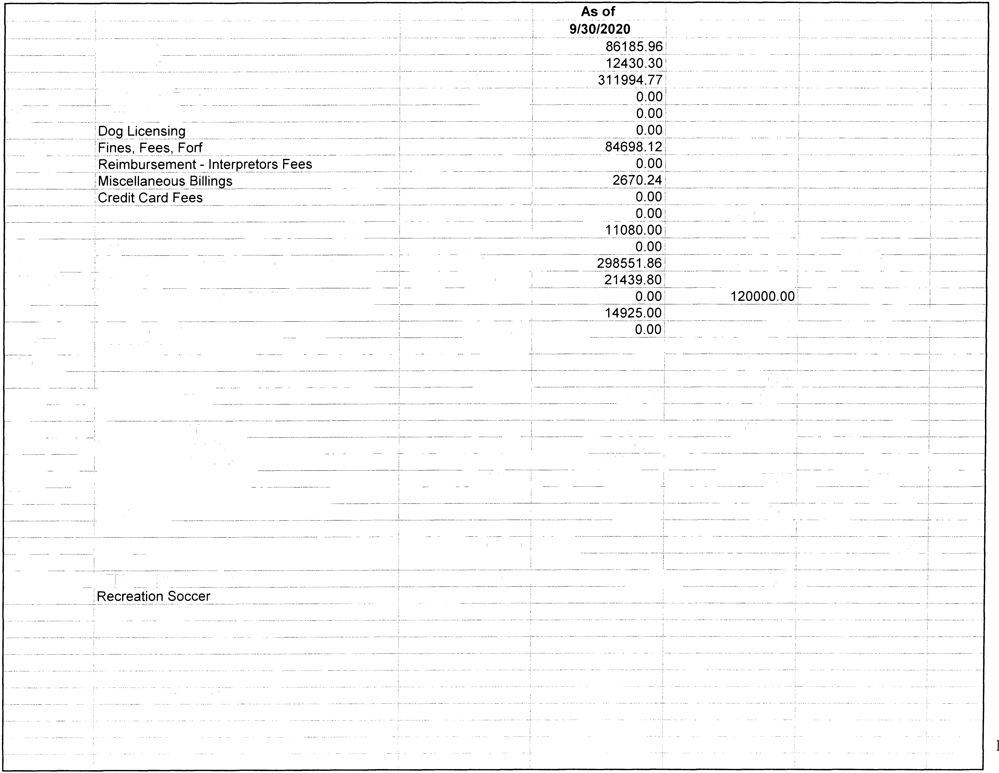 As of
9/30/2020
86185.96
12430.30
311994.77
0.00
0.00
Dog Licensing 0.00
Fines, Fees, Forf 84698.12
Reimbursement - Interpretors Fees 0.00
Miscellaneous Billings 2670.24
Credit Card Fees 0.00
0.00
11080.00
0.00
298551.86
21439.80
0.00 120000.00
14925.00
0.00
Recreation Soccer